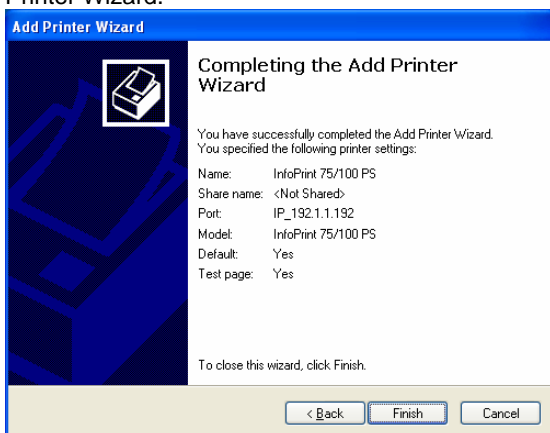 Printer Wizard.
Add Printer Wizard
Completing the Add Printer
Wizard
You have successfully completed the Add Printer Wizard.
You specified the following printer settings:
Name: InfoPrint 75/100 PS
Share name: <Not Shared>
Port: IP_192.1.1.192
Model: InfoPrint 75/100 PS
Default: Yes
Test page: Yes
To close this wizard, click Finish.
< Back Finish Cancel